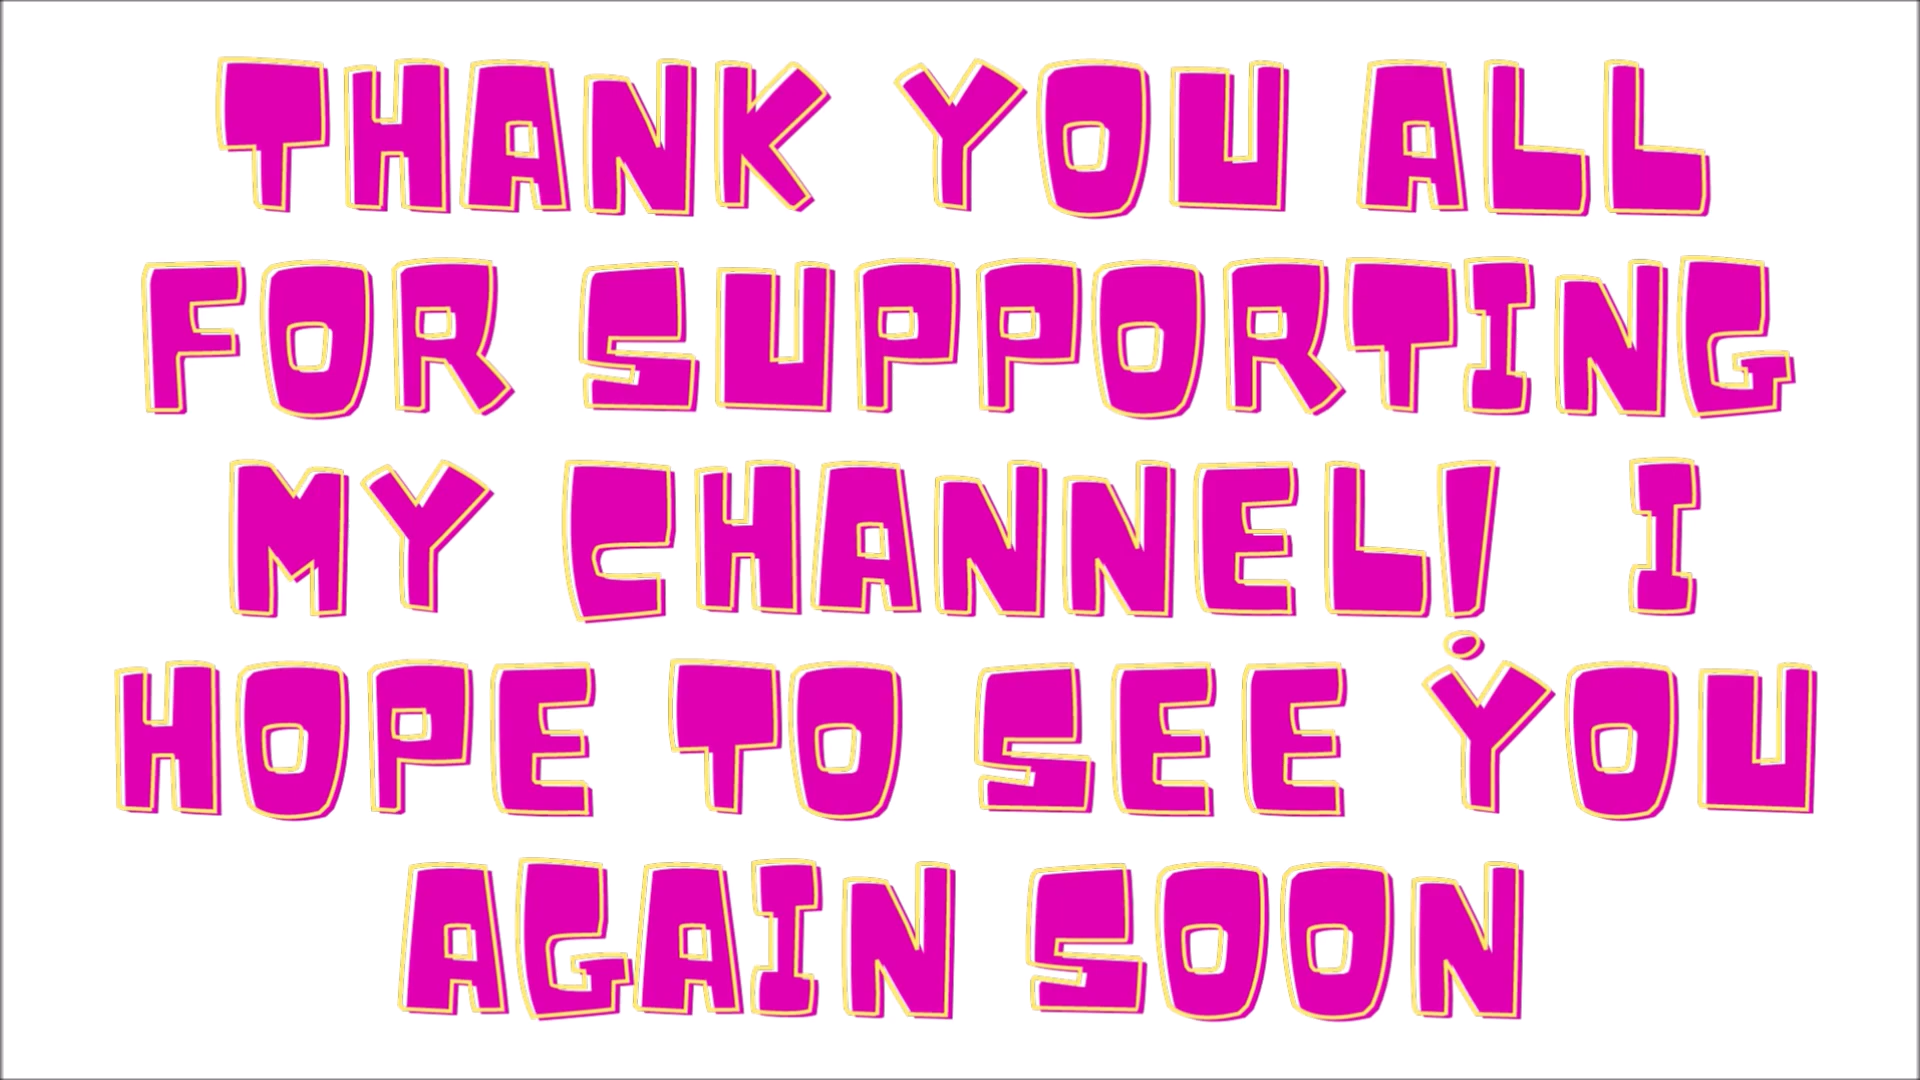 THANK YOU ALL
FOR SUPPORTING
MY CHANNEL! I
HOPE TO SEE YOU
AGAIN SOON